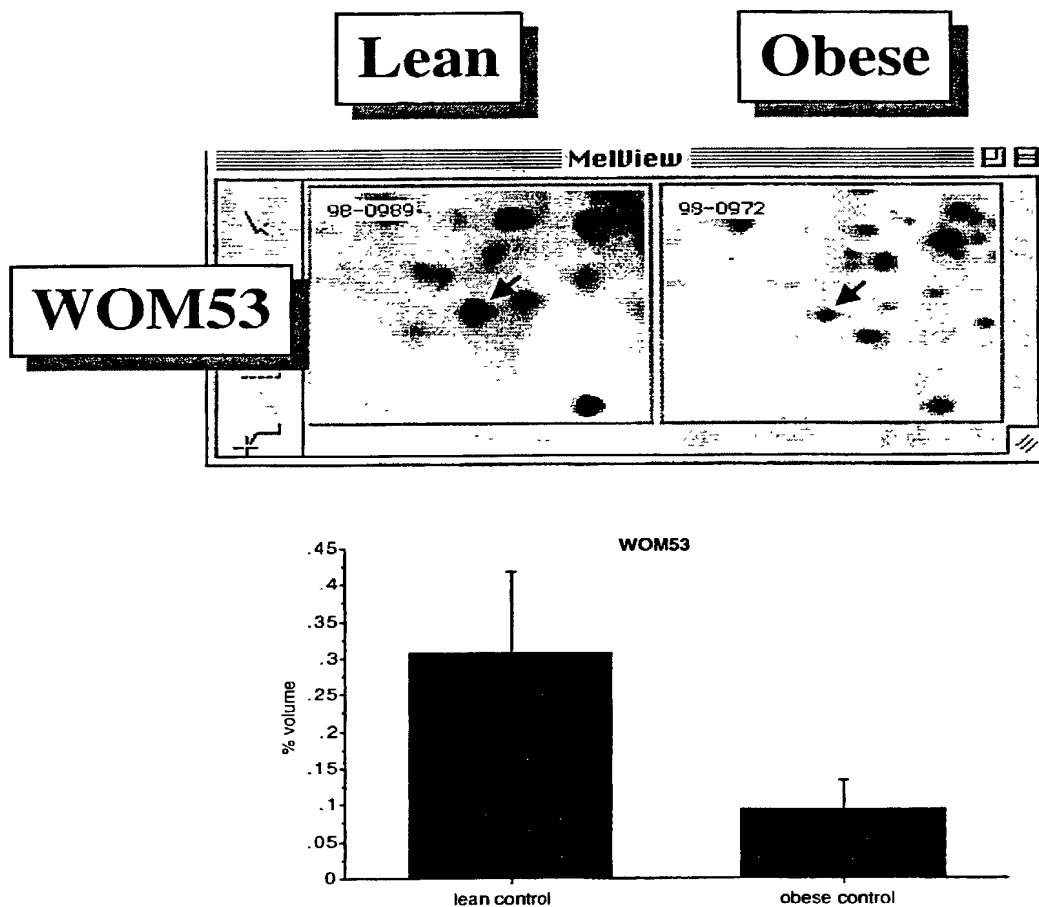 Lean
Obese
MelView
98-0989
98-0972
WOM53
WOM53
.45
.4
.35
.3
.25
.2
.15
.1
.05
0
% volume
lean control
obese control